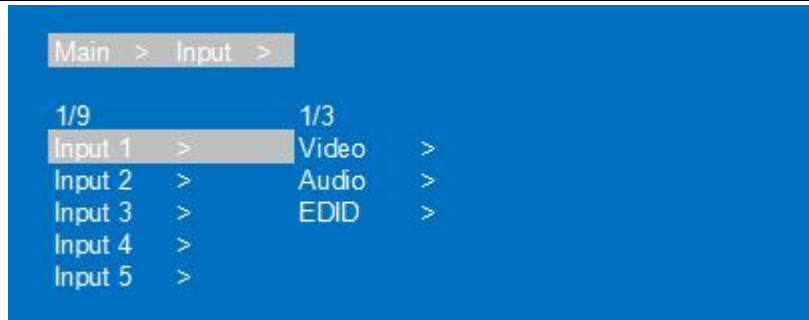 Main > Input >
1/9 1/3
Input 1 > Video >
Input 2 > Audio >
Input 3 > EDID >
Input 4 >
Input 5 >